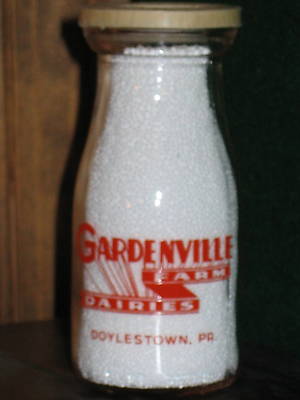 GARDENVILLE
FARM
DAIRIES
DOYLESTOWN, PA.